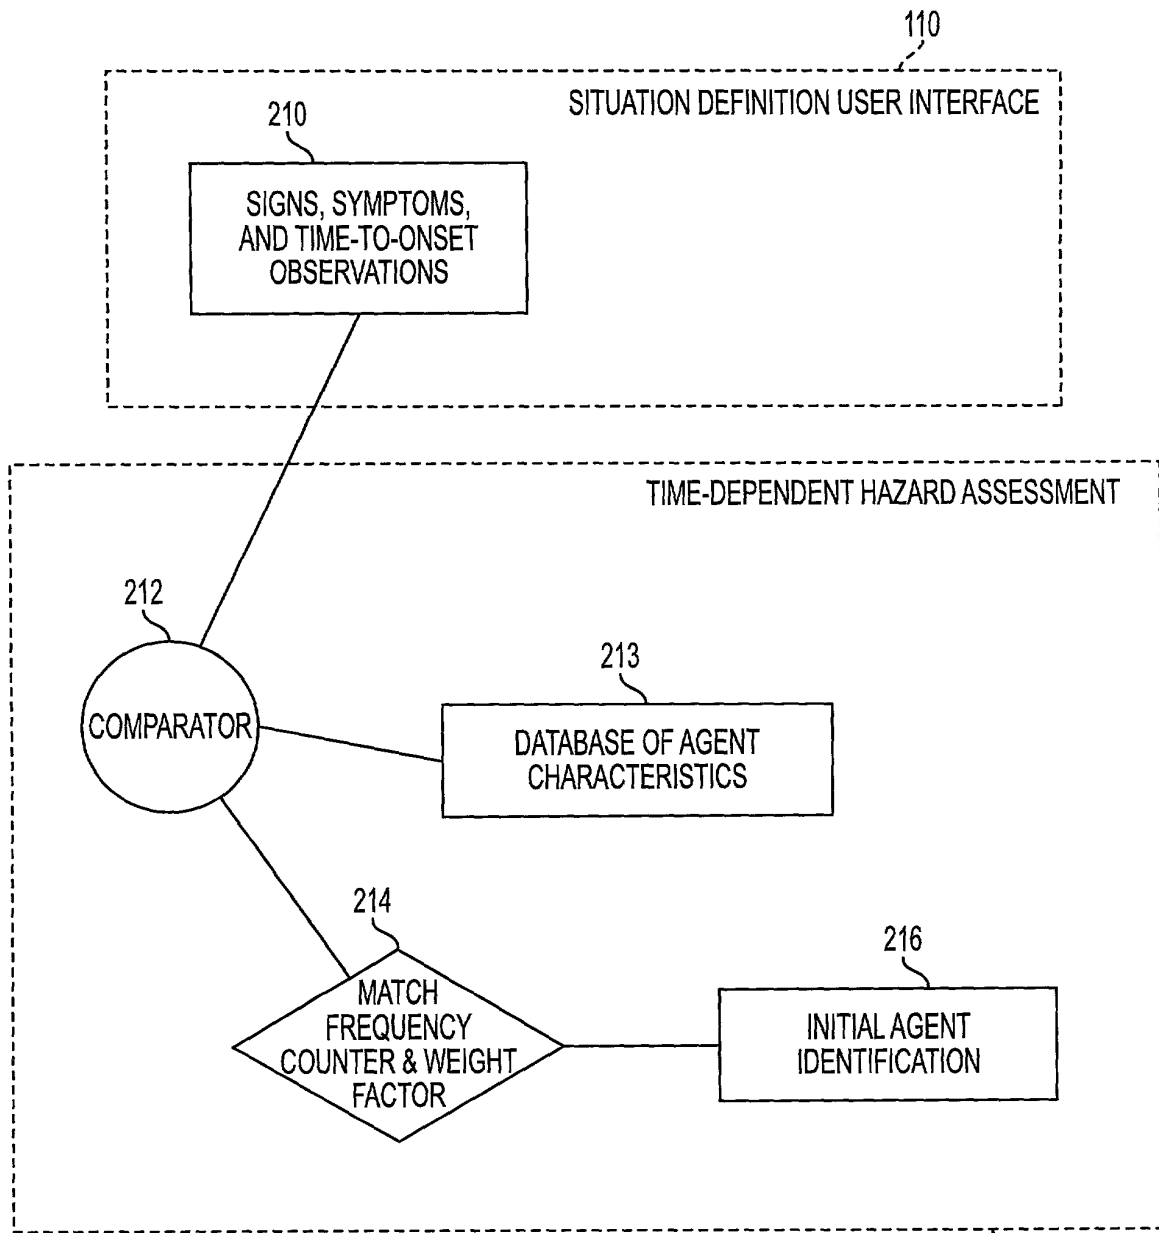 110
SITUATION DEFINITION USER INTERFACE
210
SIGNS, SYMPTOMS,
AND TIME-TO-ONSET
OBSERVATIONS
TIME-DEPENDENT HAZARD ASSESSMENT
212
COMPARATOR
213
DATABASE OF AGENT
CHARACTERISTICS
214
MATCH
FREQUENCY
COUNTER & WEIGHT
FACTOR
216
INITIAL AGENT
IDENTIFICATION